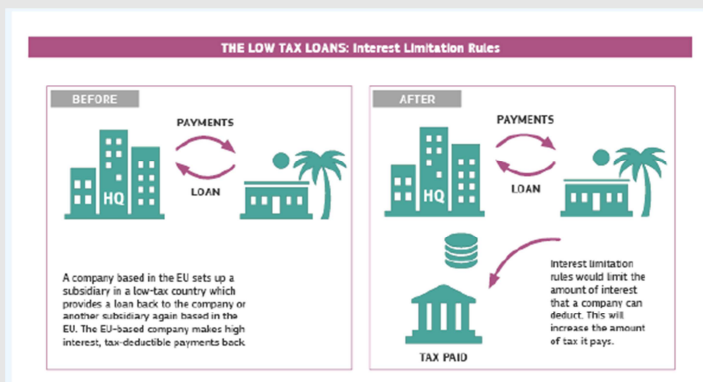 THE LOW TAX LOANS: Interest Limitation Rules
BEFORE
PAYMENTS
HQ
LOAN
A company based in the EU sets up a
subsidiary in a low-tax country which
provides a loan back to the company or
another subsidiary again based in the
EU. The EU-based company makes high
interest, tax-deductible payments back
AFTER
PAYMENTS
HQ
LOAN
Interest limitation
rules would limit the
amount of interest
that a company can
deduct. This will
increase the amount
of tax it pays.
TAX PAID